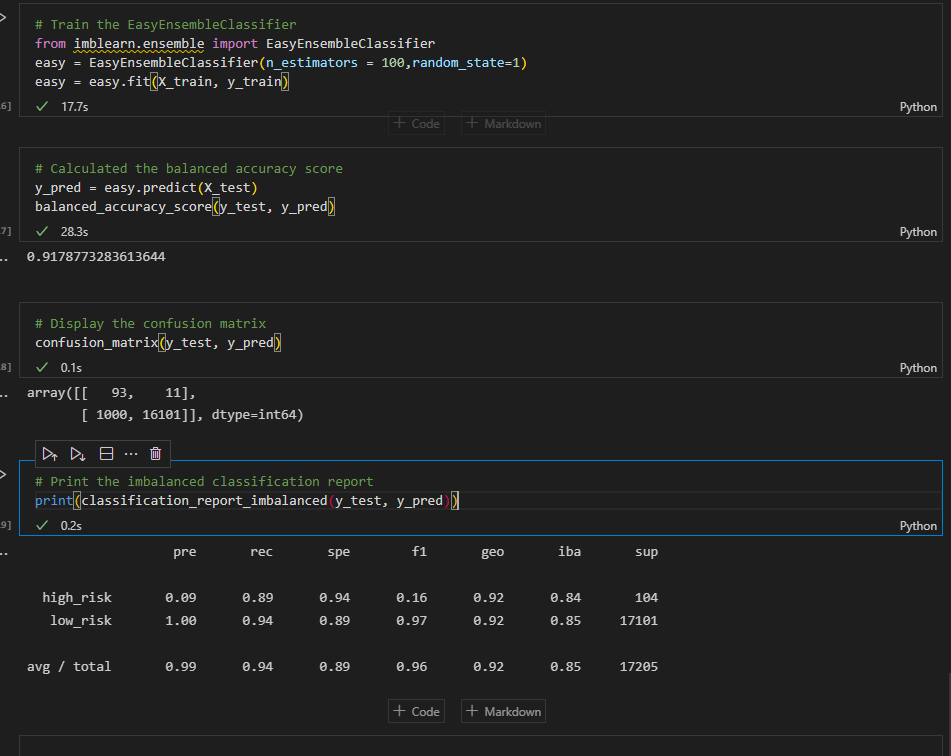 # Train the EasyEnsembleClassifier
from imblearn.ensemble import EasyEnsembleClassifier
easy = EasyEnsembleClassifier(n_estimators = 100,random_state=1)
easy = easy.fit(X_train, y_train)
6] ✓ 17.7s Python
+ Code + Markdown
# Calculated the balanced accuracy score
y_pred = easy.predict(X_test)
balanced_accuracy_score(y_test, y_pred)
7] ✓ 28.3s Python
0.9178773283613644
# Display the confusion matrix
confusion_matrix(y_test, y_pred)
8] ✓ 0.1s Python
array([[   93,    11],
       [ 1000, 16101]], dtype=int64)
# Print the imbalanced classification report
print(classification_report_imbalanced(y_test, y_pred))
9] ✓ 0.2s Python
pre rec spe f1 geo iba sup
high_risk 0.09 0.89 0.94 0.16 0.92 0.84 104
low_risk 1.00 0.94 0.89 0.97 0.92 0.85 17101
avg / total 0.99 0.94 0.89 0.96 0.92 0.85 17205
+ Code + Markdown